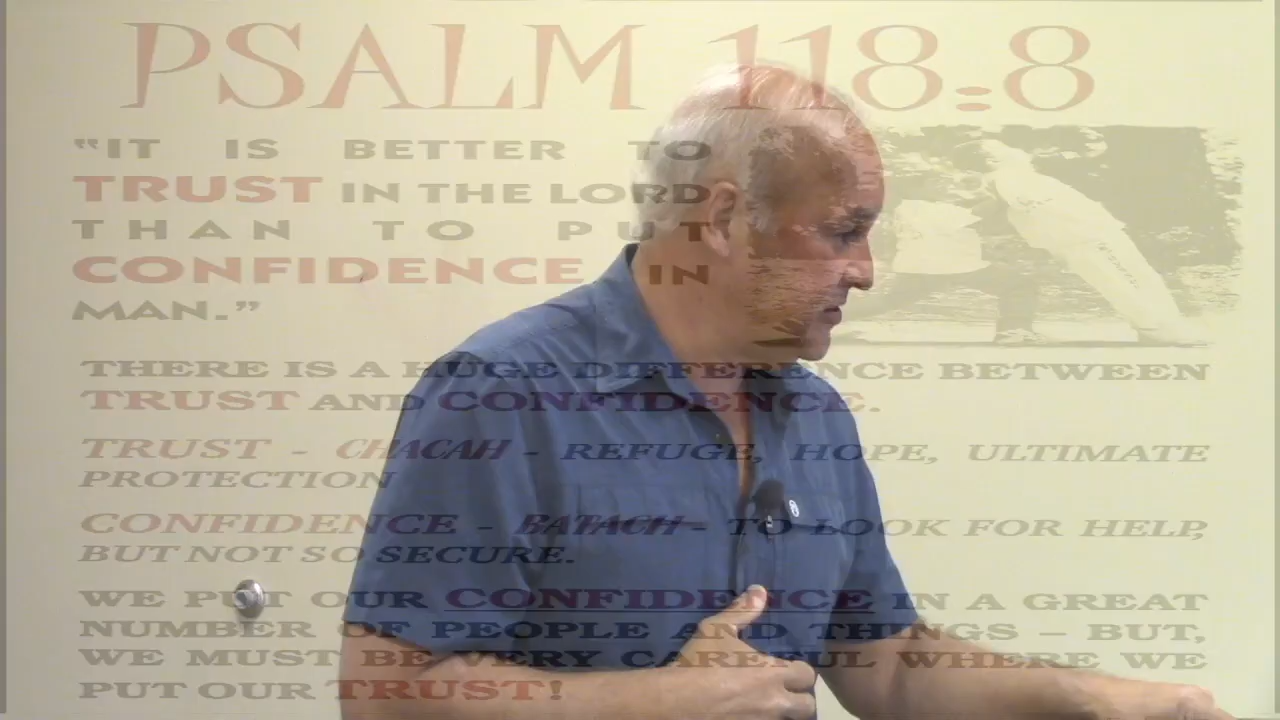 PSALM 118:8
“IT IS BETTER TO
TRUST IN THE LORD
THAN TO PUT
CONFIDENCE IN
MAN.”
THERE IS A HUGE DIFFERENCE BETWEEN
TRUST AND CONFIDENCE.
TRUST - CHACAH - REFUGE, HOPE, ULTIMATE
PROTECTION
CONFIDENCE - BATACH - TO LOOK FOR HELP,
BUT NOT SO SECURE.
WE PUT OUR CONFIDENCE IN A GREAT
NUMBER OF PEOPLE AND THINGS – BUT,
WE MUST BE VERY CAREFUL WHERE WE
PUT OUR TRUST!